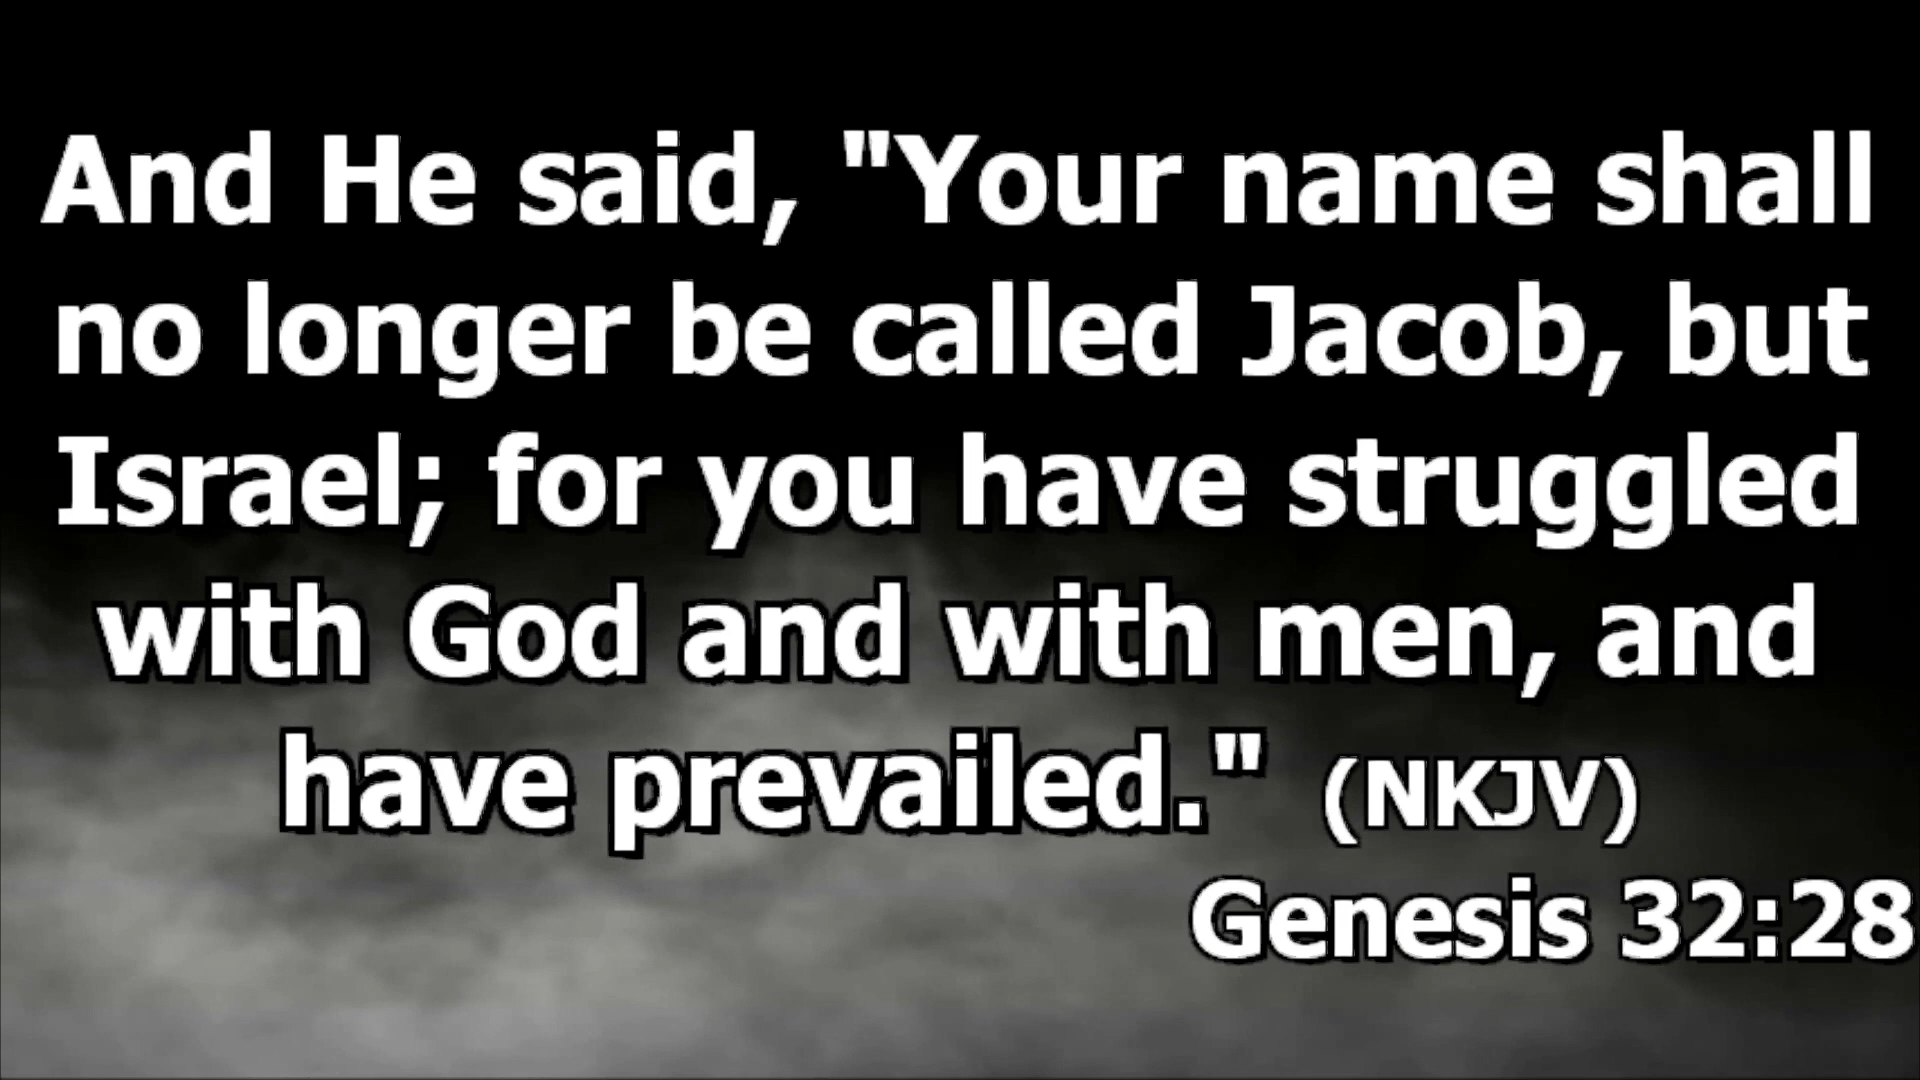 And He said, "Your name shall
no longer be called Jacob, but
Israel; for you have struggled
with God and with men, and
have prevailed." (NKJV)
Genesis 32:28